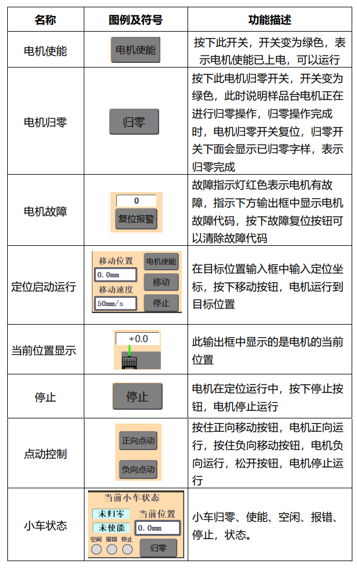 名称 图例及符号 功能描述
电机使能 电机使能 按下此开关，开关变为绿色，表
示电机使能已上电，可以运行
电机归零 归零 按下此电机归零开关，开关变为
绿色，此时说明样品台电机正在
进行归零操作，归零操作完成
时，电机归零开关复位，归零开
关下面会显示已归零字样，表示
归零完成
电机故障 0 复位报警 故障指示灯红色表示电机有故
障，指示下方输出框中显示电机
故障代码，按下故障复位按钮可
以清除故障代码
定位启动运行
移动位置 电机使能
0.0mm 移动
移动速度
50mm/s 停止
在目标位置输入框中输入定位坐
标，按下移动按钮，电机运行到
目标位置
当前位置显示 +0.0 此输出框中显示的是电机的当前
位置
停止 停止 电机在定位运行中，按下停止按
钮，电机停止运行
点动控制
正向点动
负向点动
按住正向移动按钮，电机正向运
行，按住负向移动按钮，电机负
向运行，松开按钮，电机停止运
行
小车状态
当前小车状态
未归零 当前位置
未使能 0.0mm
空闲 报错 停止
归零
小车归零、使能、空闲、报错、
停止，状态。